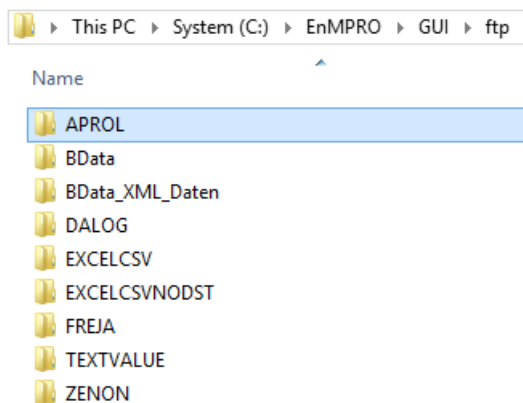 This PC System (C:) EnMPRO GUI ftp
Name
APROL
BData
BData_XML_Daten
DALOG
EXCELCSV
EXCELCSVNODST
FREJA
TEXTVALUE
ZENON